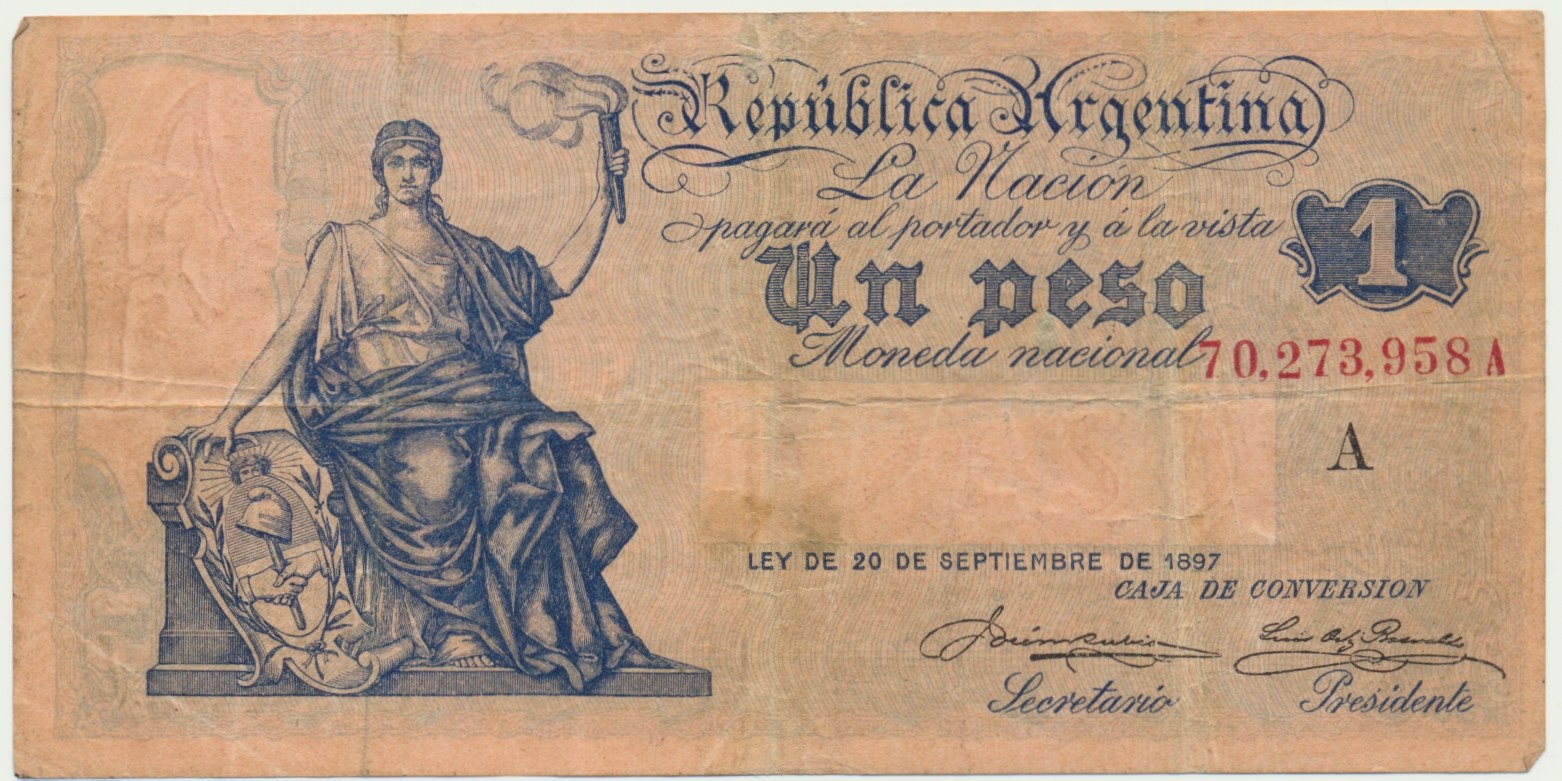 República Argentina
La Nacion
pagará al portador y á la vista
1
Un peso
Moneda nacional
70,273,958 A
A
LEY DE 20 DE SEPTIEMBRE DE 1897
CAJA DE CONVERSION
Secretario
Presidente